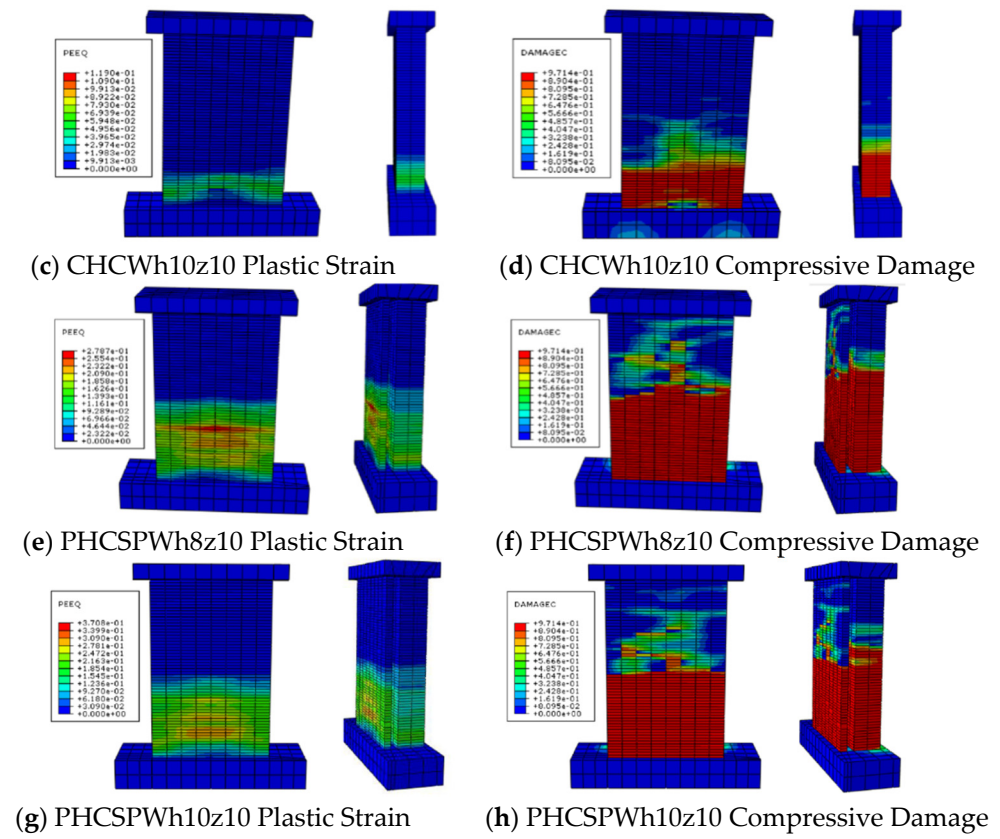 PEEQ
+1.190e-01
+1.090e-01
+9.913e-02
+8.922e-02
+7.930e-02
+6.939e-02
+5.948e-02
+4.956e-02
+3.965e-02
+2.974e-02
+1.983e-02
+9.913e-03
+0.000e+00
DAMAGEC
+9.714e-01
+8.904e-01
+8.095e-01
+7.285e-01
+6.476e-01
+5.666e-01
+4.857e-01
+4.047e-01
+3.238e-01
+2.428e-01
+1.619e-01
+8.095e-02
+0.000e+00
(c) CHCWh10z10 Plastic Strain
(d) CHCWh10z10 Compressive Damage
PEEQ
+2.787e-01
+2.554e-01
+2.322e-01
+2.090e-01
+1.858e-01
+1.626e-01
+1.393e-01
+1.161e-01
+9.289e-02
+6.966e-02
+4.644e-02
+2.322e-02
+0.000e+00
DAMAGEC
+9.714e-01
+8.904e-01
+8.095e-01
+7.285e-01
+6.476e-01
+5.666e-01
+4.857e-01
+4.047e-01
+3.238e-01
+2.428e-01
+1.619e-01
+8.095e-02
+0.000e+00
(e) PHCSPWh8z10 Plastic Strain
(f) PHCSPWh8z10 Compressive Damage
PEEQ
+3.708e-01
+3.399e-01
+3.090e-01
+2.781e-01
+2.472e-01
+2.163e-01
+1.854e-01
+1.545e-01
+1.236e-01
+9.270e-02
+6.180e-02
+3.090e-02
+0.000e+00
DAMAGEC
+9.714e-01
+8.904e-01
+8.095e-01
+7.285e-01
+6.476e-01
+5.666e-01
+4.857e-01
+4.047e-01
+3.238e-01
+2.428e-01
+1.619e-01
+8.095e-02
+0.000e+00
(g) PHCSPWh10z10 Plastic Strain
(h) PHCSPWh10z10 Compressive Damage